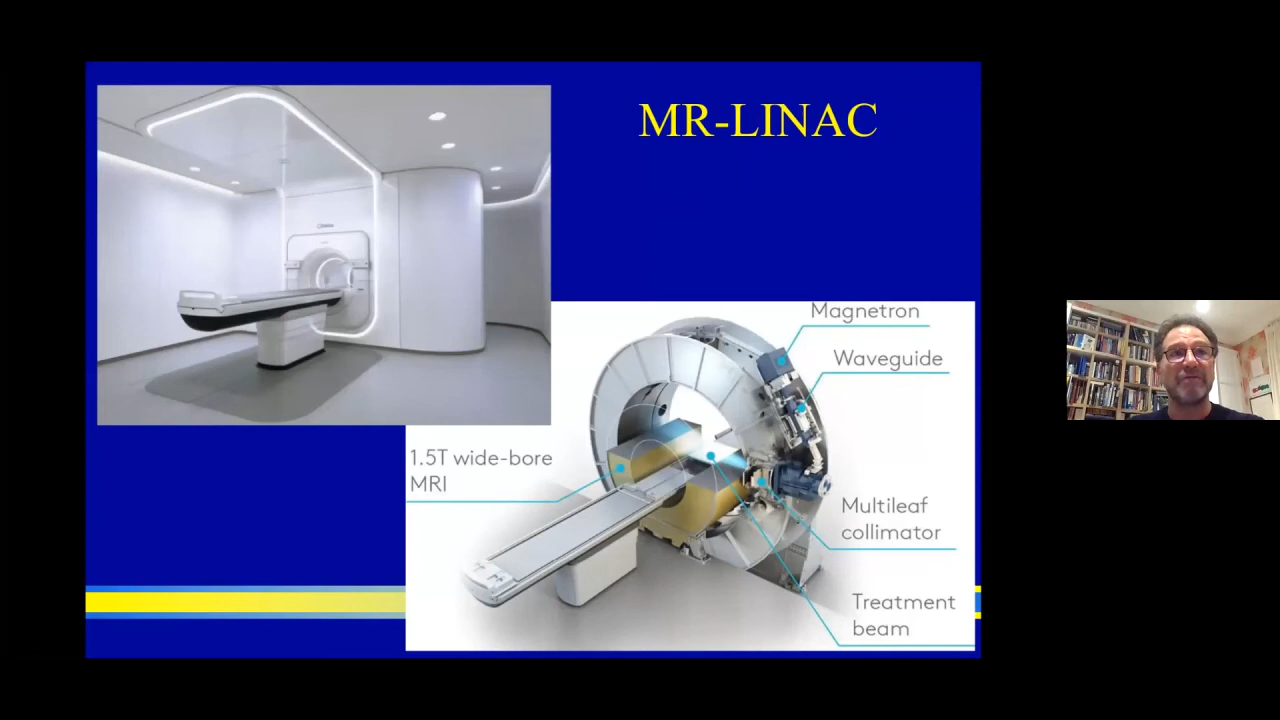 MR-LINAC
Magnetron
Waveguide
1.5T wide-bore
MRI
Multileaf
collimator
Treatment
beam